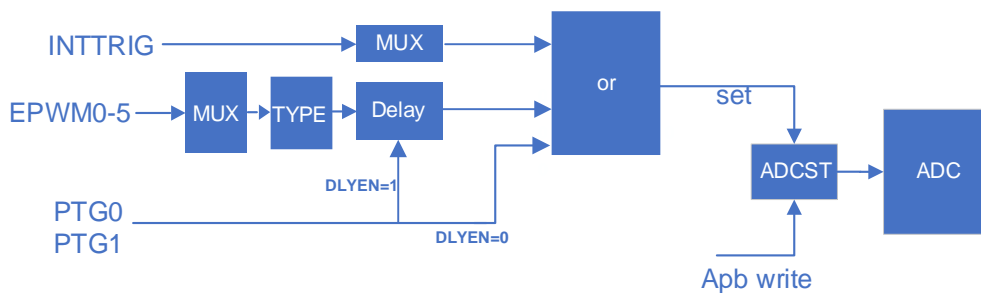 INTTRIG
MUX
or
EPWM0-5
MUX
TYPE
Delay
set
ADCST
ADC
DLYEN=1
PTG0
PTG1
DLYEN=0
Apb write